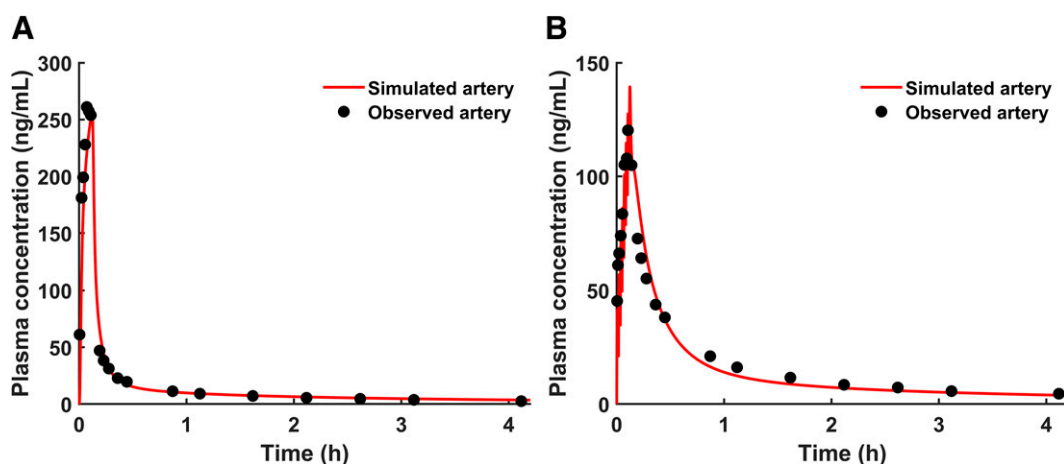 A
Plasma concentration (ng/mL)
300
250
200
150
100
50
0
Simulated artery
Observed artery
0 1 2 3 4
Time (h)
B
Plasma concentration (ng/mL)
150
100
50
0
Simulated artery
Observed artery
0 1 2 3 4
Time (h)